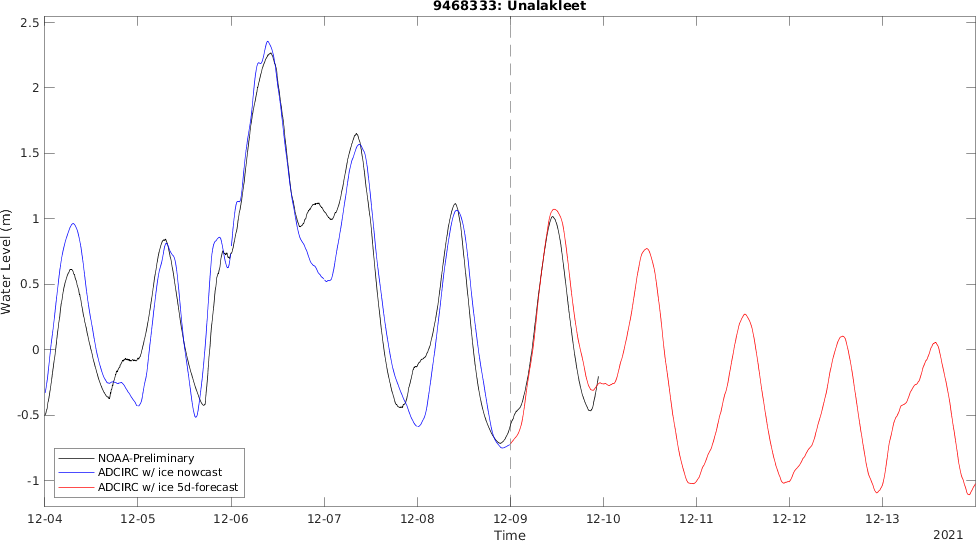 9468333: Unalakleet
2.5
2
1.5
1
0.5
0
-0.5
-1
Water Level (m)
NOAA-Preliminary
ADCIRC w/ ice nowcast
ADCIRC w/ ice 5d-forecast
12-04 12-05 12-06 12-07 12-08 12-09 12-10 12-11 12-12 12-13
Time
2021